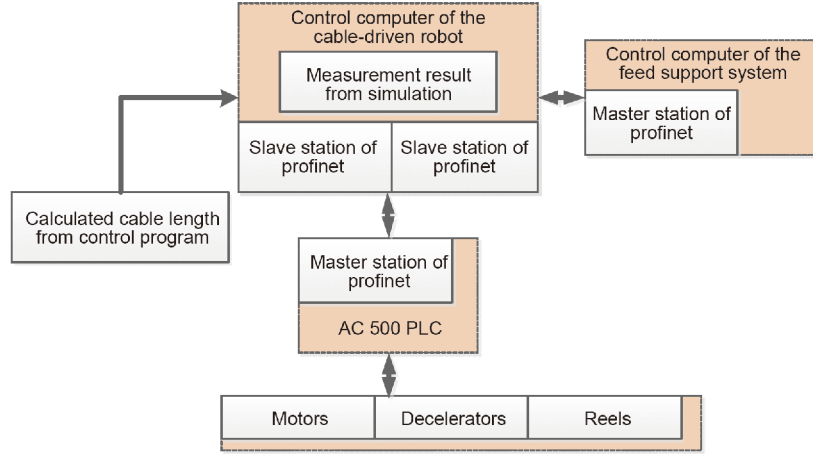 Control computer of the
cable-driven robot
Measurement result
from simulation
Slave station of
profinet
Slave station of
profinet
Control computer of the
feed support system
Master station of
profinet
Calculated cable length
from control program
Master station of
profinet
AC 500 PLC
Motors
Decelerators
Reels